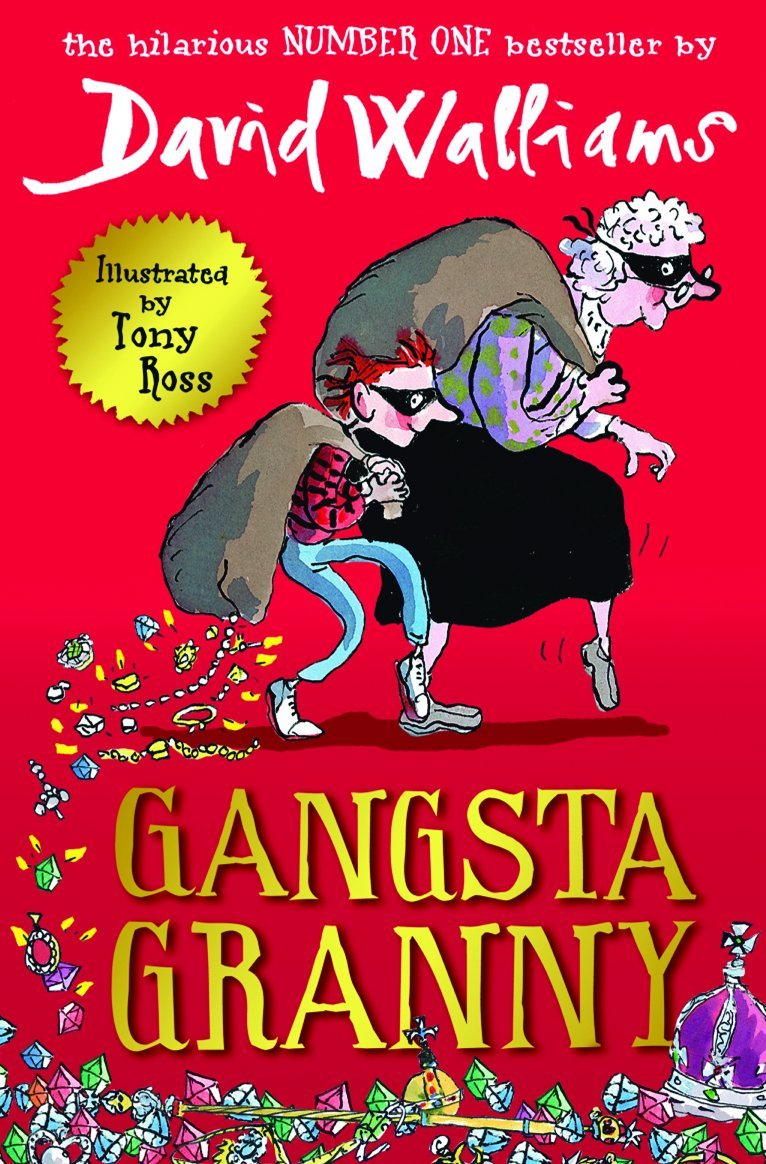 the hilarious NUMBER ONE bestseller by
David Walliams
Illustrated
by
Tony
Ross
GANGSTA
GRANNY